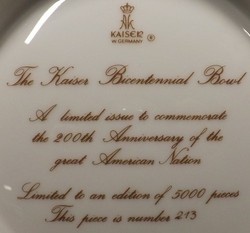 KAISER
W. GERMANY ®
The Kaiser Bicentennial Bowl
A limited issue to commemorate
the 200th Anniversary of the
great American Nation
Limited to an edition of 5000 pieces
This piece is number 213